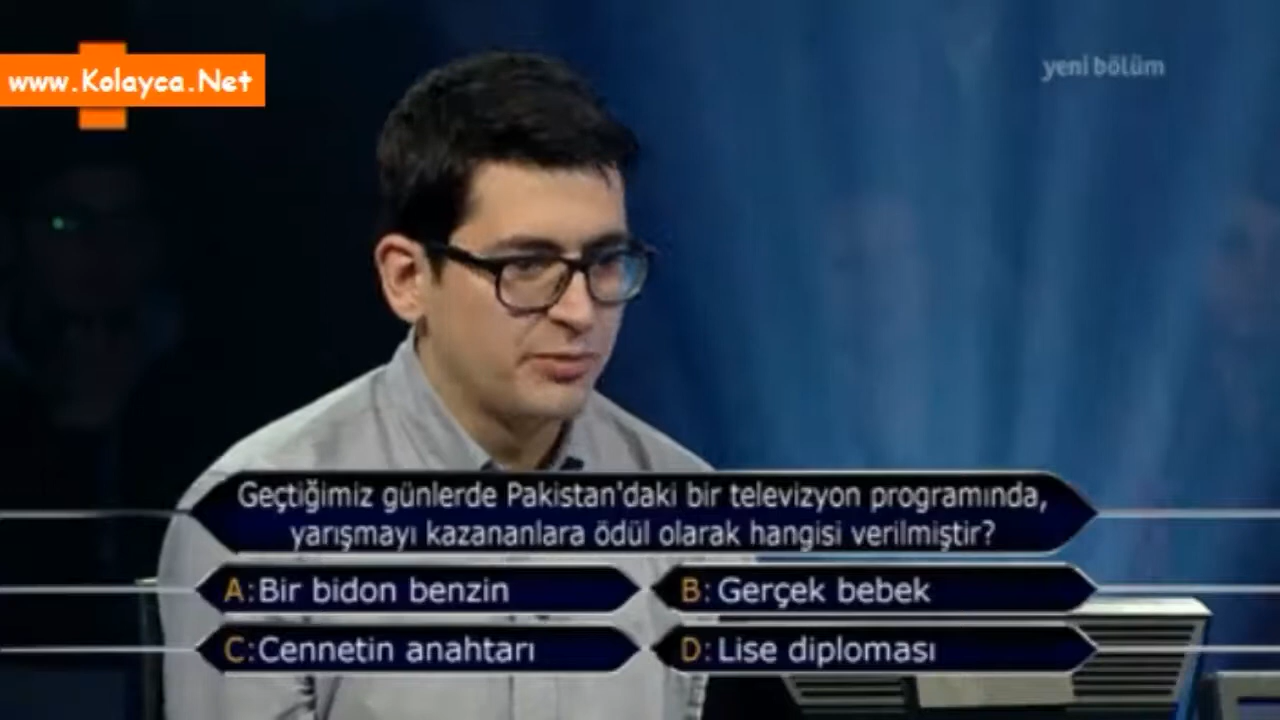 www.Kolayca.Net
yeni bölüm
Geçtiğimiz günlerde Pakistan'daki bir televizyon programında,
yarışmayı kazananlara ödül olarak hangisi verilmiştir?
A: Bir bidon benzin
B: Gerçek bebek
C: Cennetin anahtarı
D: Lise diploması